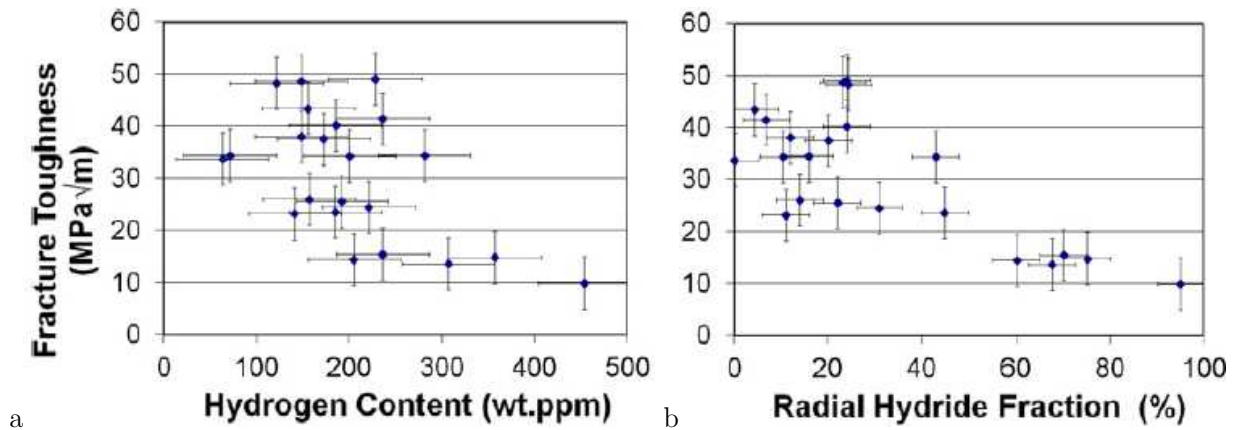 60
50
40
30
20
10
0
0 100 200 300 400 500
Fracture Toughness
(MPa√m)
Hydrogen Content (wt.ppm)
a
60
50
40
30
20
10
0
0 20 40 60 80 100
Radial Hydride Fraction (%)
b